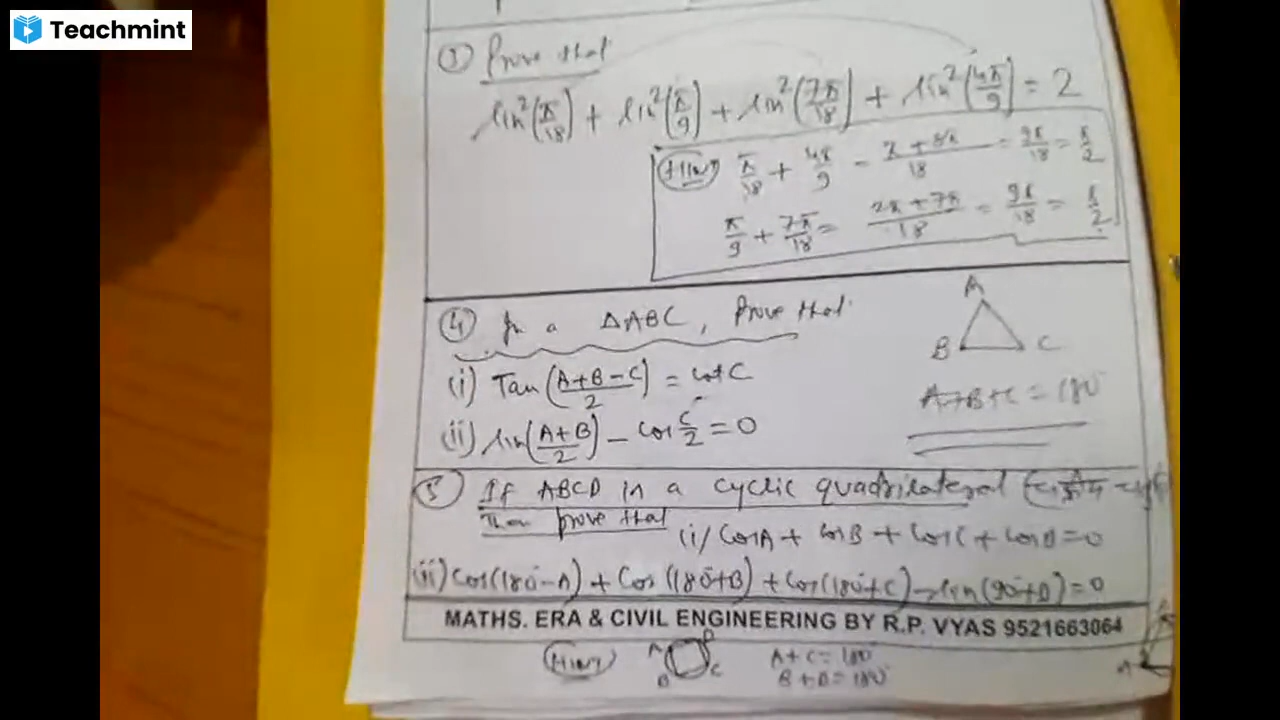 Teachmint
③ Prove that
sin²(π/18) + sin²(π/9) + sin²(7π/18) + sin²(4π/9) = 2
Hint π/18 + 4π/9 = π + 8π/18 = 9π/18 = π/2
π/9 + 7π/18 = 2π + 7π/18 = 9π/18 = π/2
④ In a △ABC, Prove that
A
B C
(i) Tan(A+B-C/2) = cot C
A+B+C = 180°
(ii) sin(A+B/2) - cos C/2 = 0
⑤ If ABCD is a cyclic quadrilateral
Then prove that (i) cosA + cosB + cosC + cosD = 0
(ii) cos(180-A) + cos(180+B) + cos(180+C) - sin(90+D) = 0
MATHS. ERA & CIVIL ENGINEERING BY R.P. VYAS 9521663064
Hint A D B C A+C = 180°
B+D = 180°